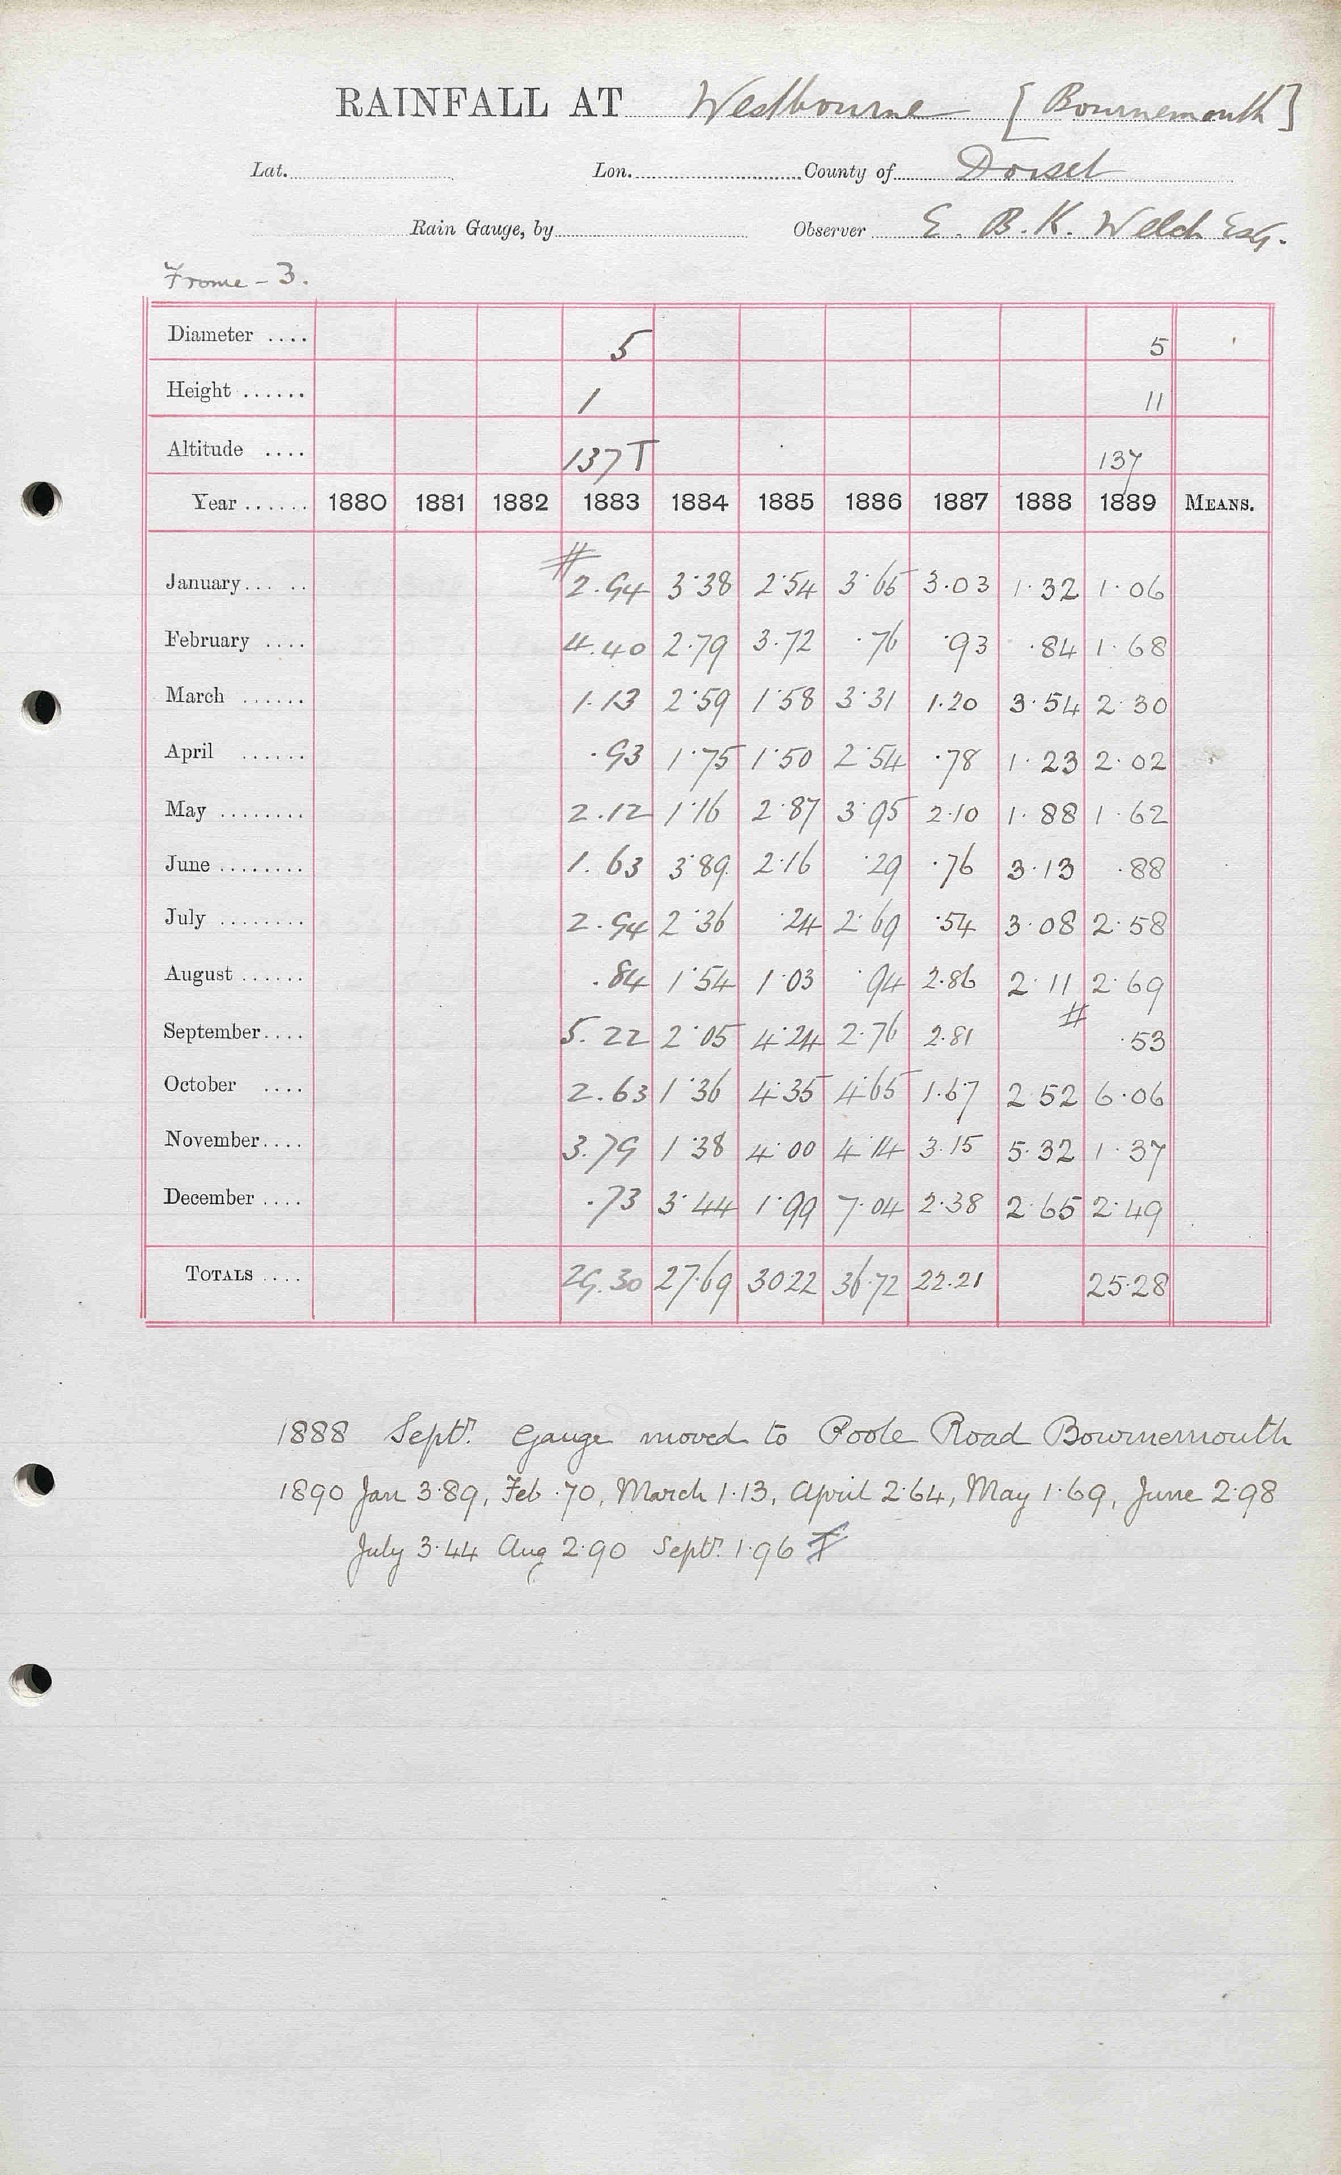 RAINFALL AT Westbourne [Bournemouth]
Lat. Lon. County of Dorset
Rain Gauge, by Observer E. B. K. Welch Esq.
Frome - 3.
Diameter .... 5 5
Height ...... 1 11
Altitude .... 137 T 137
Year ...... 1880 1881 1882 1883 1884 1885 1886 1887 1888 1889 MEANS.
January ... .. # 2.94 3.38 2.54 3.65 3.03 1.32 1.06
February .... 4.40 2.79 3.72 .76 .93 .84 1.68
March ...... 1.13 2.59 1.58 3.31 1.20 3.54 2.30
April ...... .93 1.75 1.50 2.54 .78 1.23 2.02
May ........ 2.12 1.16 2.87 3.95 2.10 1.88 1.62
June ........ 1.63 3.89 2.16 .29 .76 3.13 .88
July ........ 2.94 2.36 .24 2.69 .54 3.08 2.58
August ...... .84 1.54 1.03 .94 2.86 2.11 2.69
September .... 5.22 2.05 4.24 2.76 2.81 # .53
October .... 2.63 1.36 4.35 4.65 1.67 2.52 6.06
November .... 3.79 1.38 4.00 4.14 3.15 5.32 1.37
December .... .73 3.44 1.99 7.04 2.38 2.65 2.49
TOTALS .... 29.30 27.69 30.22 36.72 22.21 25.28
1888 Septr. Gauge moved to Poole Road Bournemouth
1890 Jan 3.89, Feb .70, March 1.13, April 2.64, May 1.69, June 2.98
July 3.44 Aug 2.90 Septr. 1.96